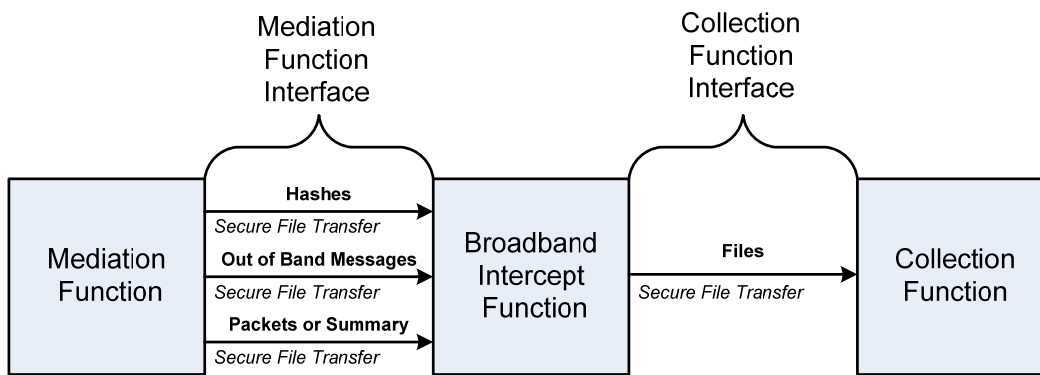 Mediation
Function
Interface
Collection
Function
Interface
Mediation
Function
Hashes
Secure File Transfer
Out of Band Messages
Secure File Transfer
Packets or Summary
Secure File Transfer
Broadband
Intercept
Function
Files
Secure File Transfer
Collection
Function